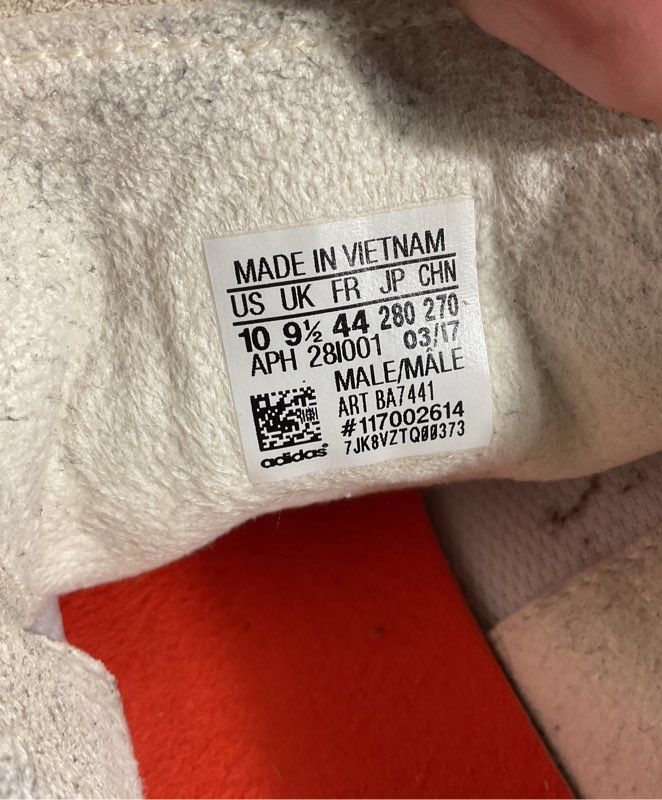 MADE IN VIETNAM
US UK FR JP CHN
10 9½ 44 280 270
APH 28I001 03/17
MALE/MÂLE
ART BA7441
#117002614
7JK8VZTQ00373
adidas